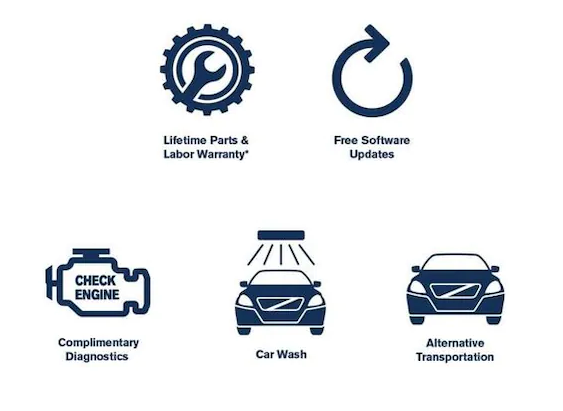 Lifetime Parts &
Labor Warranty*
Free Software
Updates
CHECK
ENGINE
Complimentary
Diagnostics
Car Wash
Alternative
Transportation